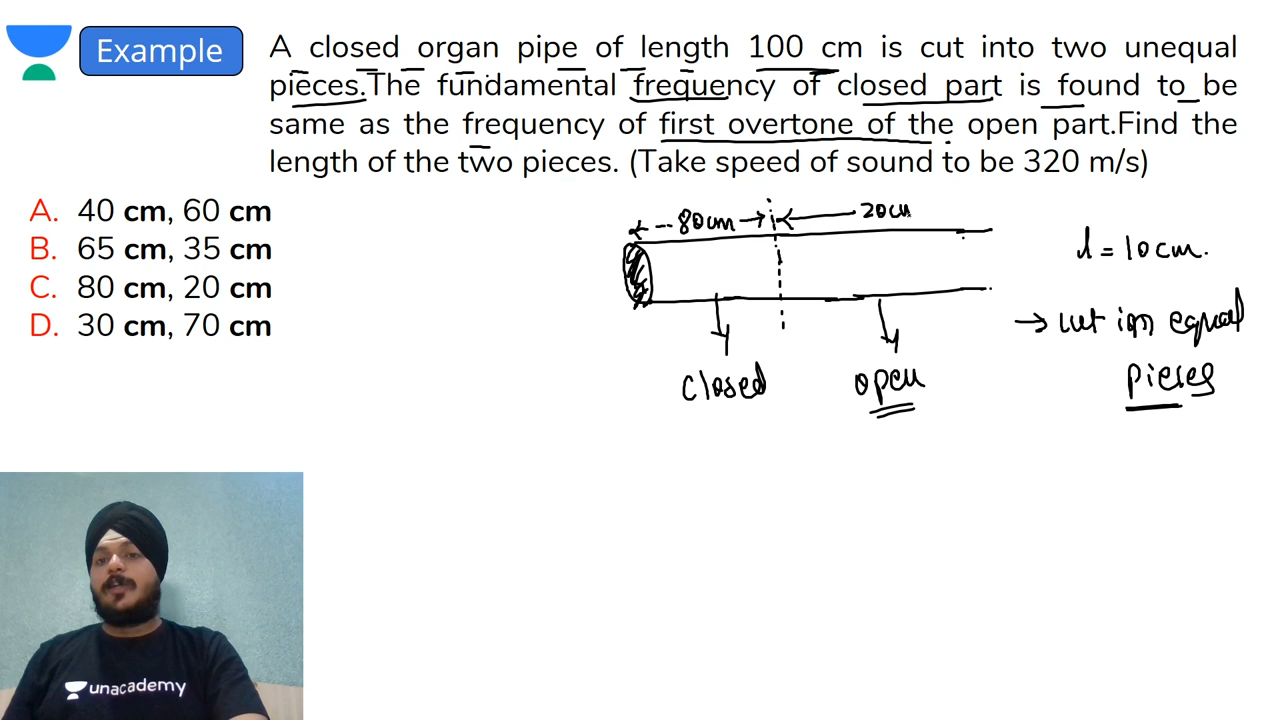 Example
A closed organ pipe of length 100 cm is cut into two unequal
pieces.The fundamental frequency of closed part is found to be
same as the frequency of first overtone of the open part.Find the
length of the two pieces. (Take speed of sound to be 320 m/s)
A. 40 cm, 60 cm
B. 65 cm, 35 cm
C. 80 cm, 20 cm
D. 30 cm, 70 cm
80cm
20cm
l = 10cm.
→ cut equal
pieces
closed
open
unacademy